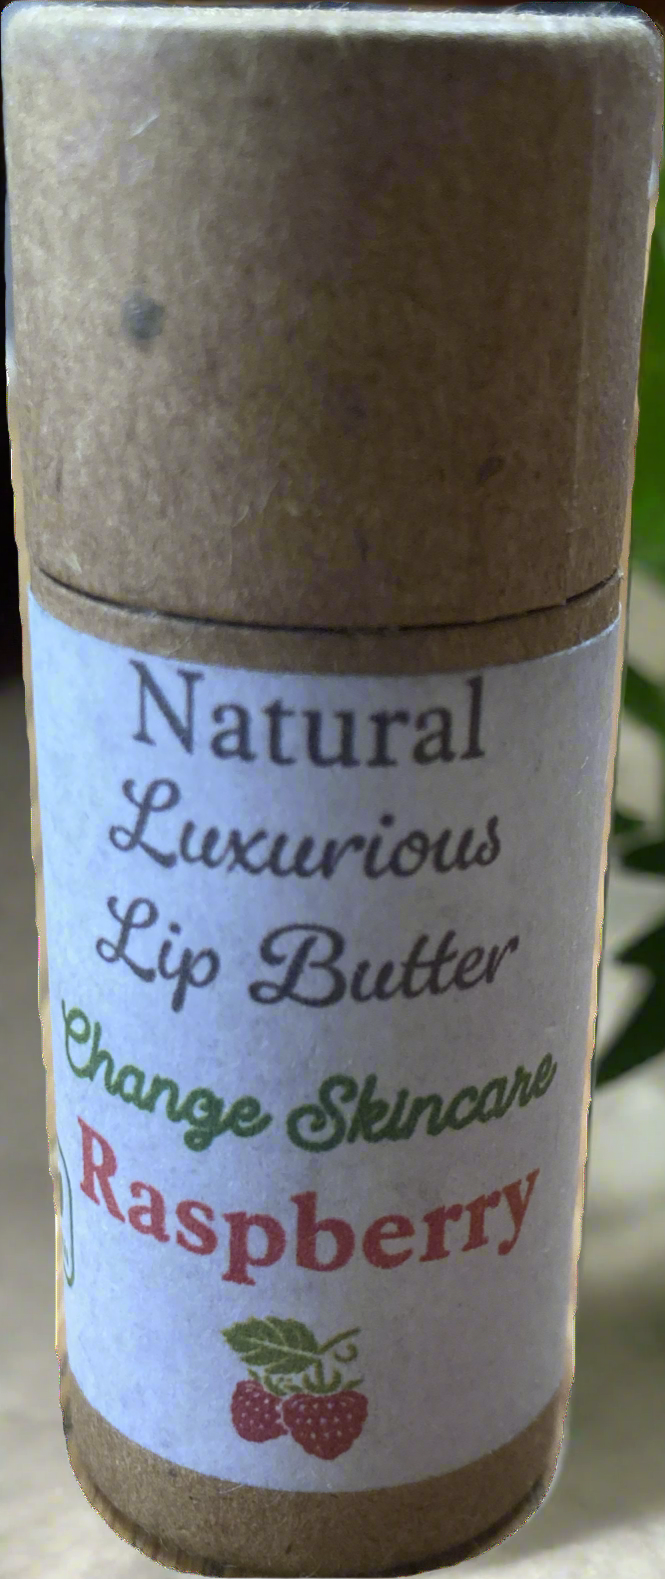 Natural
Luxurious
Lip Butter
Change Skincare
Raspberry